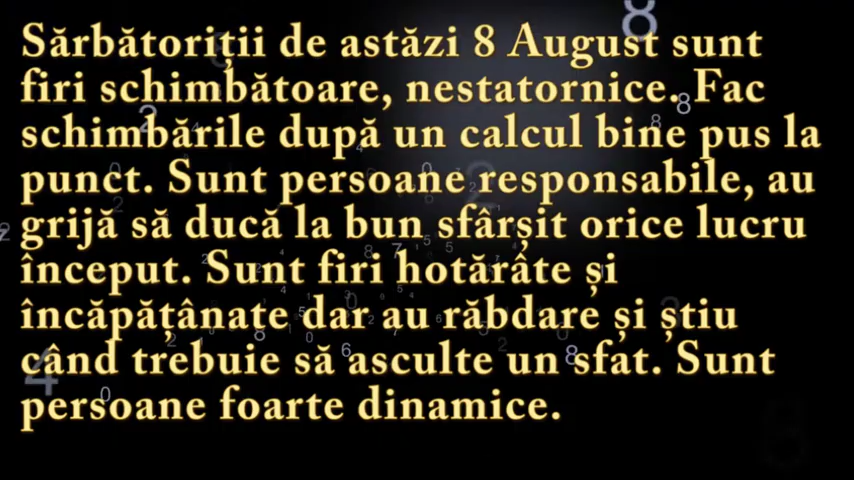 Sărbătoriții de astăzi 8 August sunt
firi schimbătoare, nestatornice. Fac
schimbările după un calcul bine pus la
punct. Sunt persoane responsabile, au
grijă să ducă la bun sfârșit orice lucru
început. Sunt firi hotărâte și
încăpățânate dar au răbdare și știu
când trebuie să asculte un sfat. Sunt
persoane foarte dinamice.